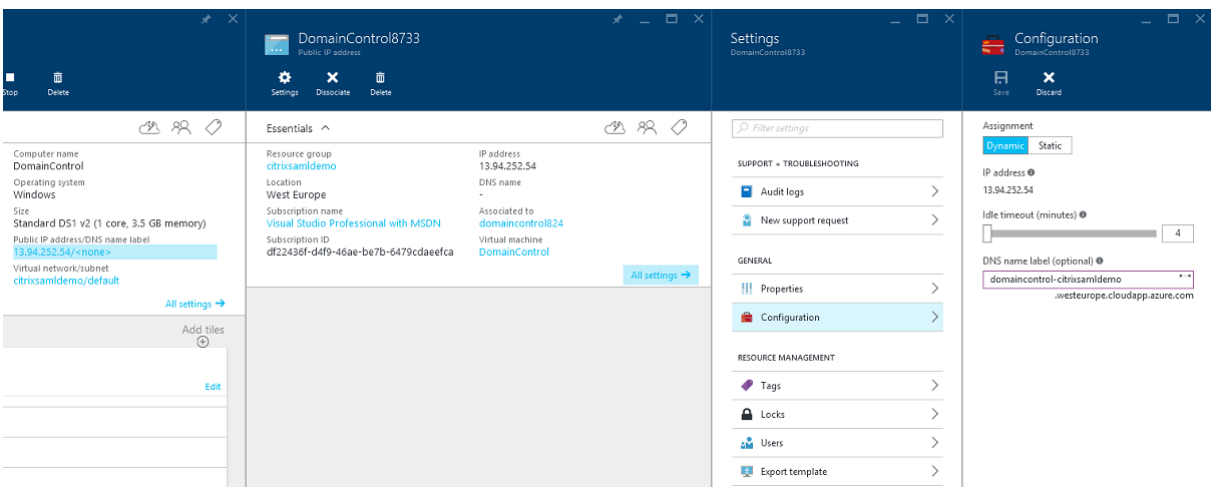 Stop
Delete
Computer name
DomainControl
Operating system
Windows
Size
Standard DS1 v2 (1 core, 3.5 GB memory)
Public IP address/DNS name label
13.94.252.54/<none>
Virtual network/subnet
citrixsamldemo/default
All settings →
Add tiles
Edit
DomainControl8733
Public IP address
Settings
Dissociate
Delete
Essentials
Resource group
citrixsamldemo
Location
West Europe
Subscription name
Visual Studio Professional with MSDN
Subscription ID
df22436f-d4f9-46ae-be7b-6479cdaeefca
IP address
13.94.252.54
DNS name
-
Associated to
domaincontrol824
Virtual machine
DomainControl
All settings →
Settings
DomainControl8733
Filter settings
SUPPORT + TROUBLESHOOTING
Audit logs
New support request
GENERAL
Properties
Configuration
RESOURCE MANAGEMENT
Tags
Locks
Users
Export template
Configuration
DomainControl8733
Save
Discard
Assignment
Dynamic Static
IP address
13.94.252.54
Idle timeout (minutes)
4
DNS name label (optional)
domaincontrol-citrixsamldemo
.westeurope.cloudapp.azure.com